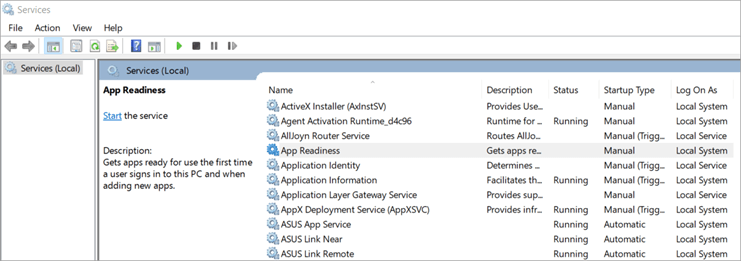 Services
File Action View Help
Services (Local)
Services (Local)
App Readiness
Start the service
Description:
Gets apps ready for use the first time
a user signs in to this PC and when
adding new apps.
Name Description Status Startup Type Log On As
ActiveX Installer (AxInstSV) Provides Use... Manual Local System
Agent Activation Runtime_d4c96 Runtime for ... Running Manual Local System
AllJoyn Router Service Routes AllJo... Manual (Trigg... Local Service
App Readiness Gets apps re... Manual Local System
Application Identity Determines ... Manual (Trigg... Local Service
Application Information Facilitates th... Running Manual (Trigg... Local System
Application Layer Gateway Service Provides sup... Manual Local Service
AppX Deployment Service (AppXSVC) Provides infr... Running Manual (Trigg... Local System
ASUS App Service Running Automatic Local System
ASUS Link Near Running Automatic Local System
ASUS Link Remote Running Automatic Local System